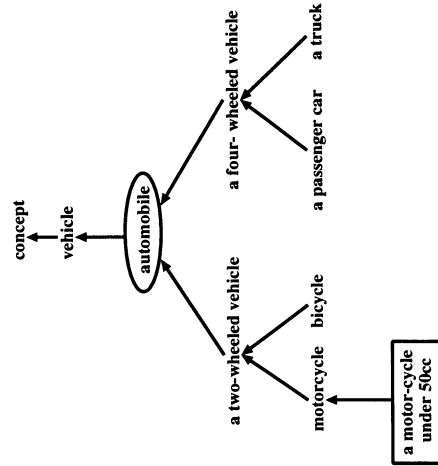 concept
vehicle
automobile
a two-wheeled vehicle
a four- wheeled vehicle
motorcycle
bicycle
a passenger car
a truck
a motor-cycle
under 50cc